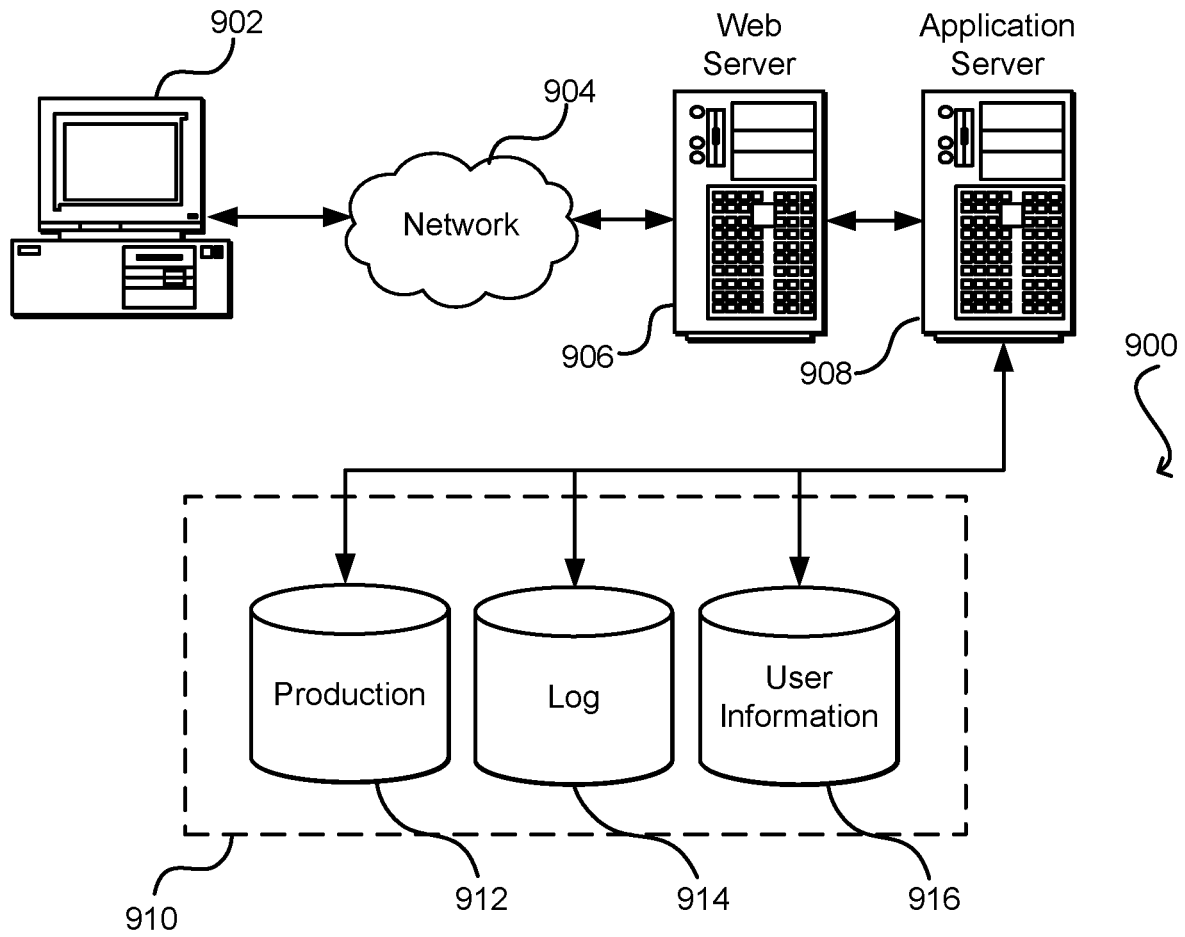 902
Web
Server
Application
Server
904
Network
906
908
900
Production
Log
User
Information
910
912
914
916